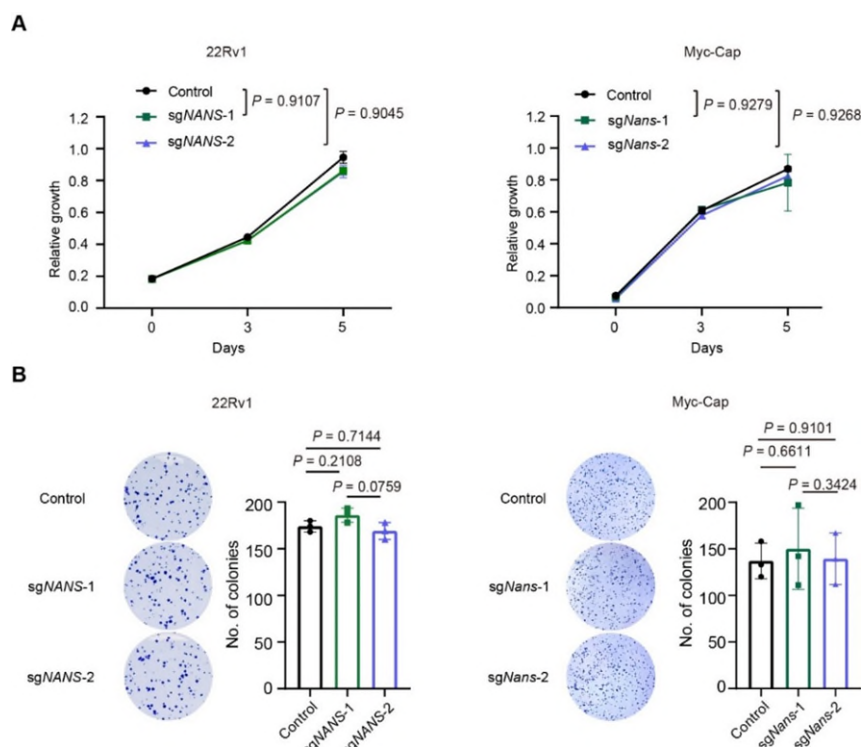 A
22Rv1
Control
sgNANS-1
sgNANS-2
P = 0.9107
P = 0.9045
Relative growth
1.2
1.0
0.8
0.6
0.4
0.2
0.0
0 3 5
Days
Myc-Cap
Control
sgNans-1
sgNans-2
P = 0.9279
P = 0.9268
Relative growth
1.2
1.0
0.8
0.6
0.4
0.2
0.0
0 3 5
Days
B
22Rv1
Control
sgNANS-1
sgNANS-2
P = 0.7144
P = 0.2108
P = 0.0759
No. of colonies
200
150
100
50
0
Control
sgNANS-1
sgNANS-2
Myc-Cap
Control
sgNans-1
sgNans-2
P = 0.9101
P = 0.6611
P = 0.3424
No. of colonies
200
150
100
50
0
Control
sgNans-1
sgNans-2